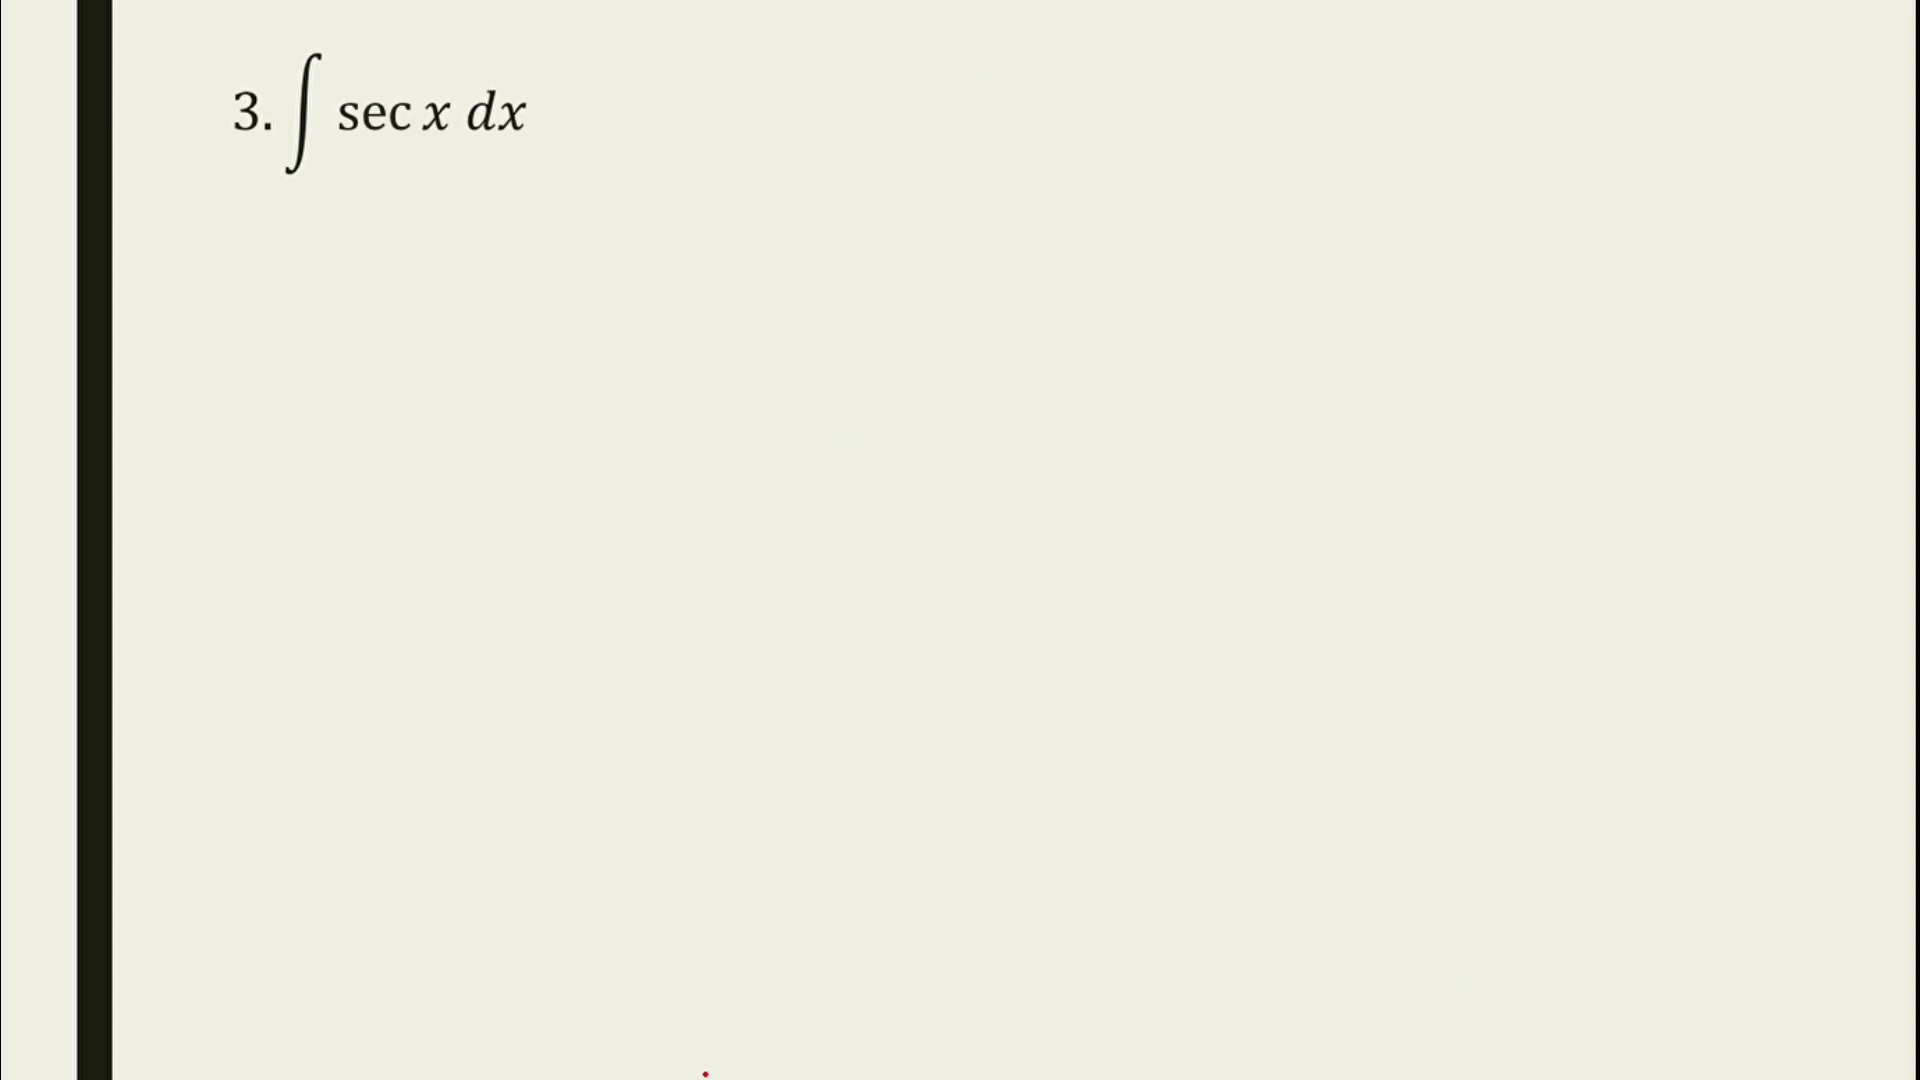 3. ∫ sec x dx